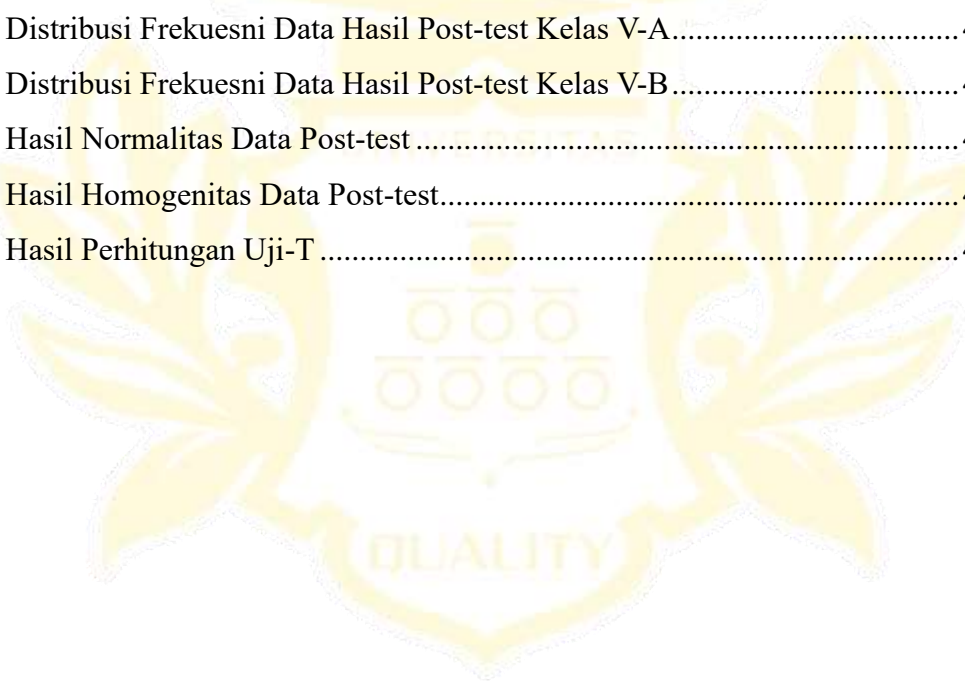 Distribusi Frekuesni Data Hasil Post-test Kelas V-A
Distribusi Frekuesni Data Hasil Post-test Kelas V-B
Hasil Normalitas Data Post-test
Hasil Homogenitas Data Post-test
Hasil Perhitungan Uji-T
UNIVERSITAS
QUALITY